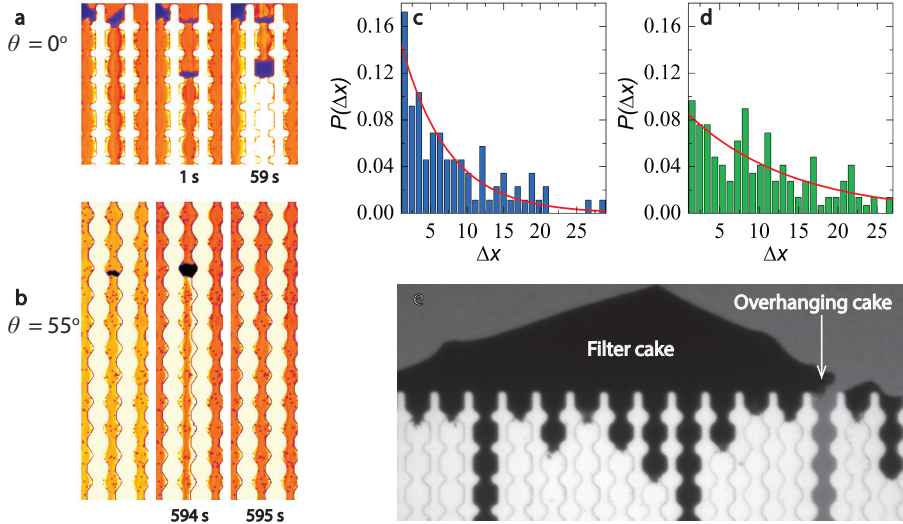 a
θ = 0°
1 s
59 s
b
θ = 55°
594 s
595 s
c
P(Δx)
0.16
0.12
0.08
0.04
0.00
5
10
15
20
25
Δx
d
P(Δx)
0.16
0.12
0.08
0.04
0.00
5
10
15
20
25
Δx
e
Overhanging cake
Filter cake